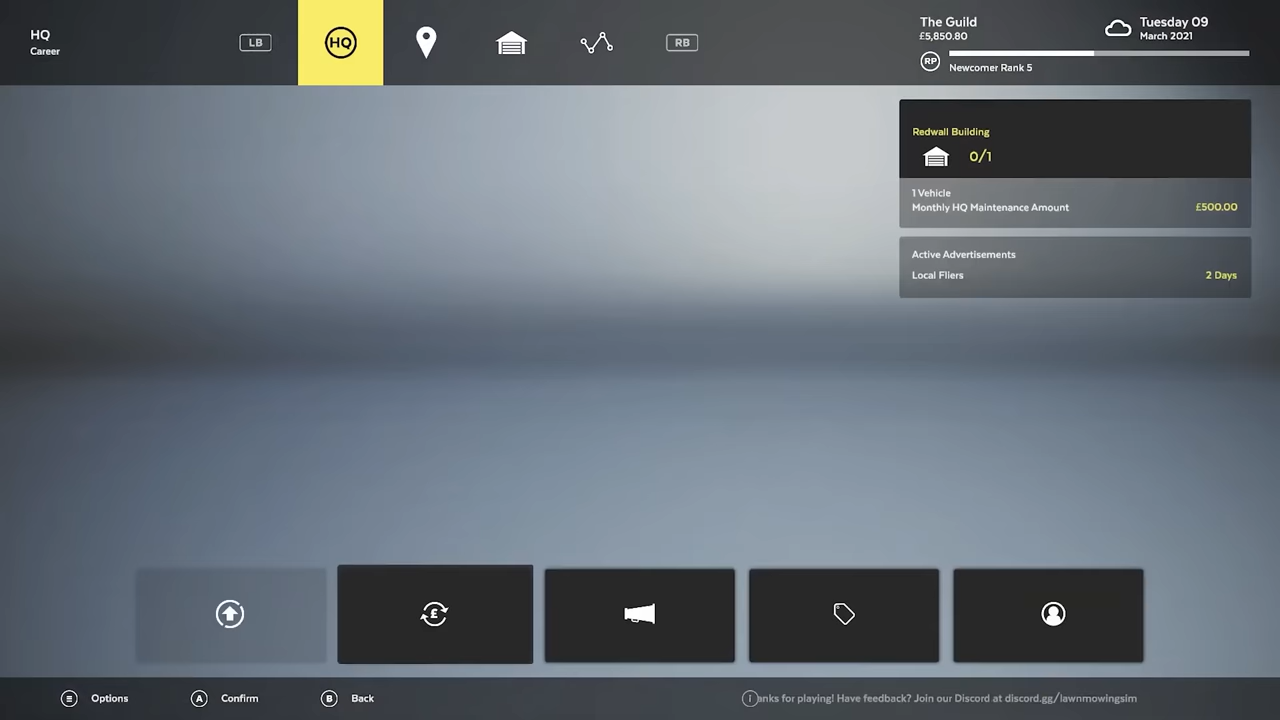 HQ
Career
LB
HQ
RB
The Guild
£5,850.80
Tuesday 09
March 2021
RP
Newcomer Rank 5
Redwall Building
0/1
1 Vehicle
Monthly HQ Maintenance Amount
£500.00
Active Advertisements
Local Fliers
2 Days
£
Options
A Confirm
B Back
i anks for playing! Have feedback? Join our Discord at discord.gg/lawnmowingsim